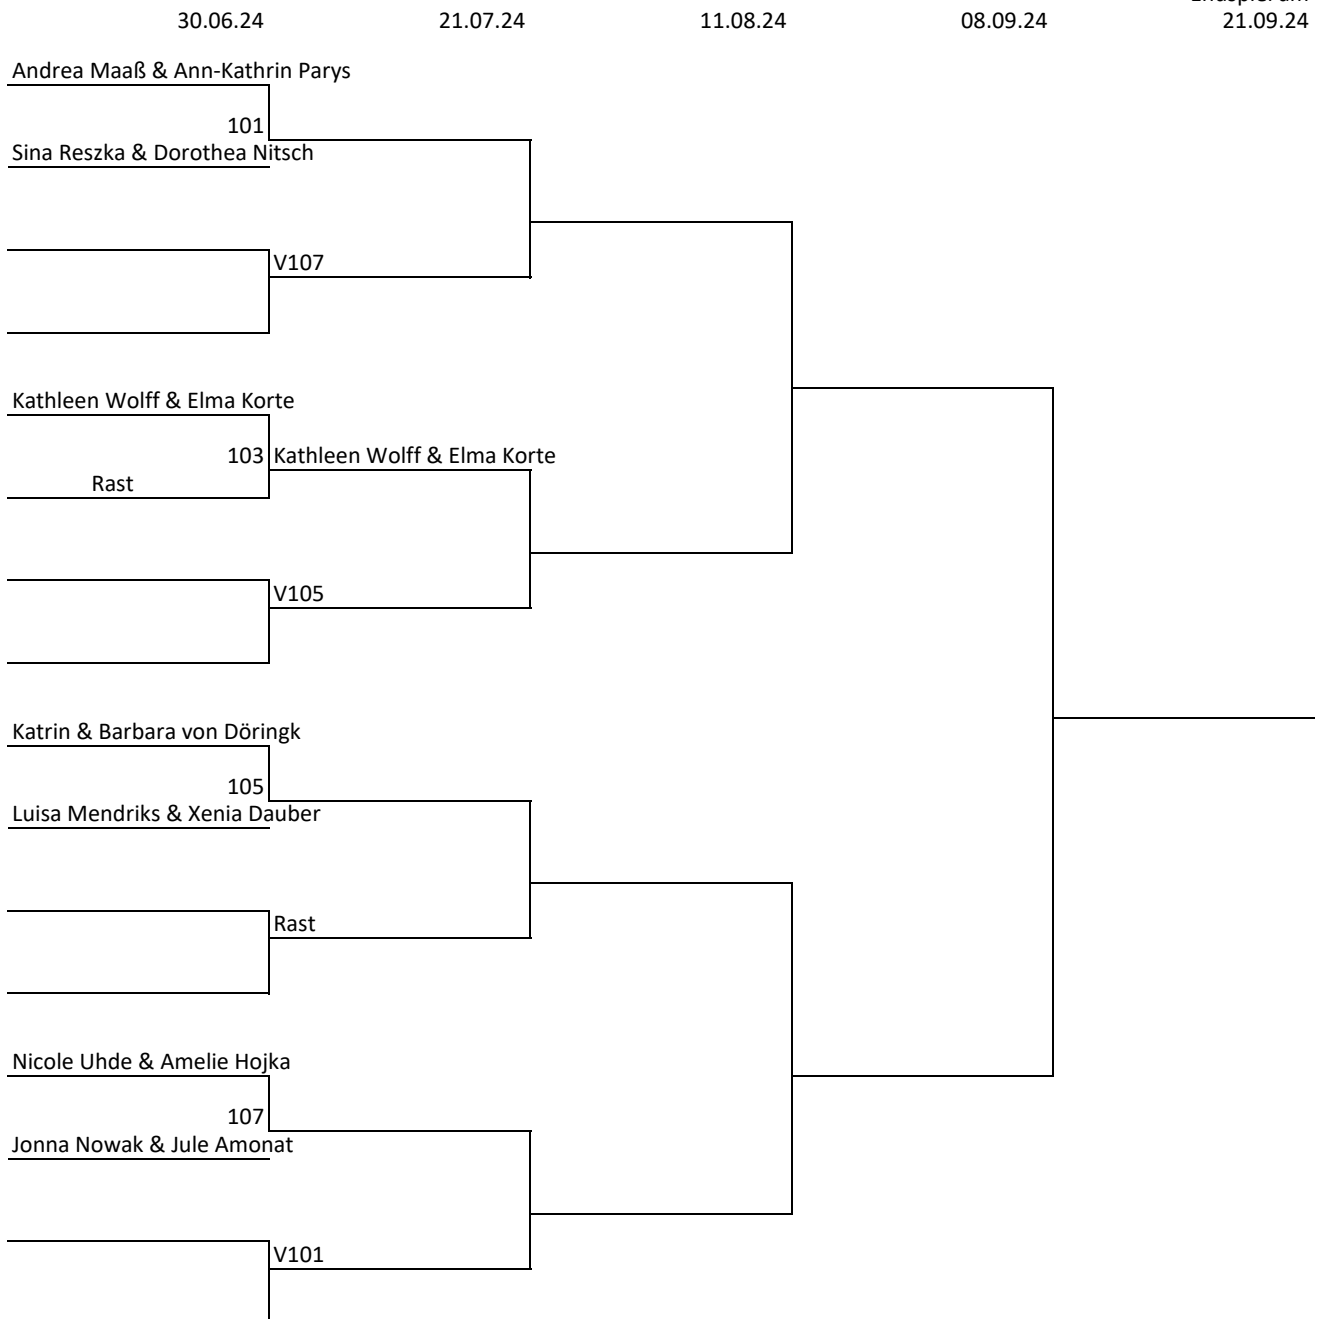 30.06.24 21.07.24 11.08.24 08.09.24 21.09.24
Andrea Maaß & Ann-Kathrin Parys
101
Sina Reszka & Dorothea Nitsch
V107
Kathleen Wolff & Elma Korte
103 Kathleen Wolff & Elma Korte
Rast
V105
Katrin & Barbara von Döringk
105
Luisa Mendriks & Xenia Dauber
Rast
Nicole Uhde & Amelie Hojka
107
Jonna Nowak & Jule Amonat
V101